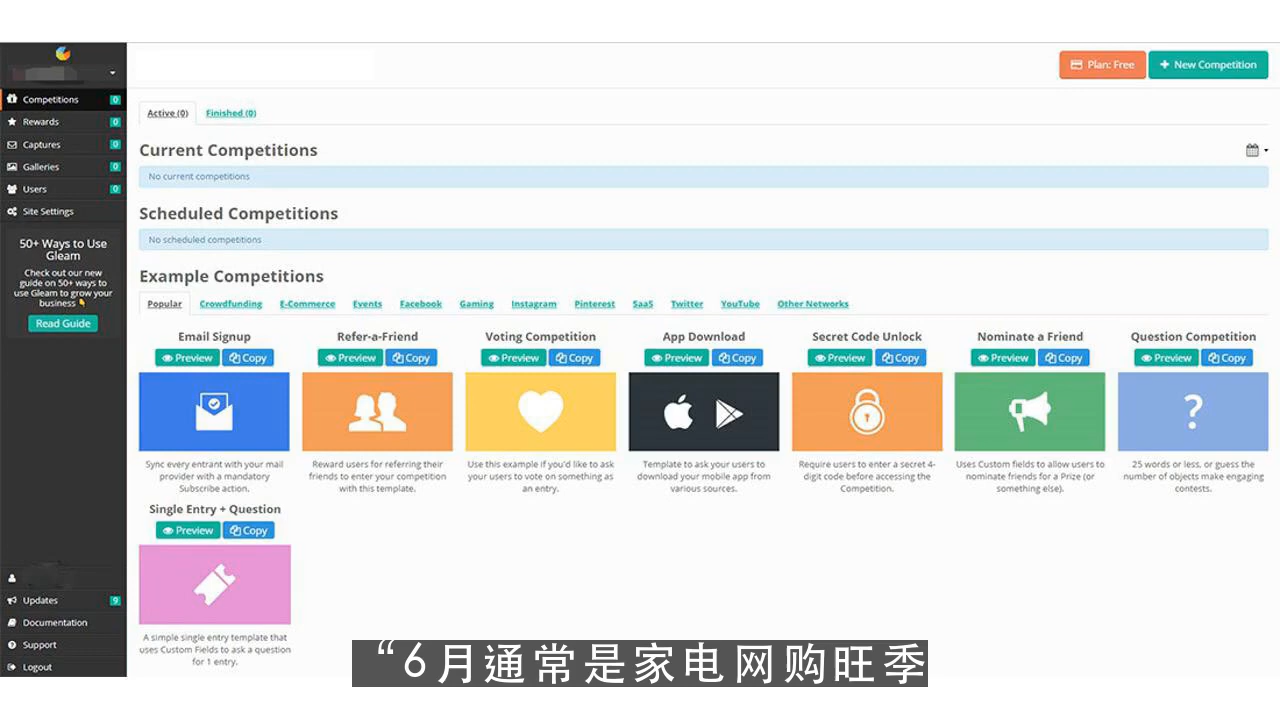 Plan: Free
New Competition
Competitions 0
Rewards 0
Captures 0
Galleries 0
Users 0
Site Settings
50+ Ways to Use
Gleam
Check out our new
guide on 50+ ways to
use Gleam to grow your
business
Read Guide
Updates 9
Documentation
Support
Logout
Active (0) Finished (0)
Current Competitions
No current competitions
Scheduled Competitions
No scheduled competitions
Example Competitions
Popular Crowdfunding E-Commerce Events Facebook Gaming Instagram Pinterest SaaS Twitter YouTube Other Networks
Email Signup
Preview Copy
Sync every entrant with your mail
provider with a mandatory
Subscribe action.
Refer-a-Friend
Preview Copy
Reward users for referring their
friends to enter your competition
with this template.
Voting Competition
Preview Copy
Use this example if you'd like to ask
your users to vote on something as
an entry.
App Download
Preview Copy
Template to ask your users to
download your mobile app from
various sources.
Secret Code Unlock
Preview Copy
Require users to enter a secret 4-
digit code before accessing the
Competition.
Nominate a Friend
Preview Copy
Uses Custom fields to allow users to
nominate friends for a Prize (or
something else).
Question Competition
Preview Copy
?
25 words or less, or guess the
number of objects make engaging
contests.
Single Entry + Question
Preview Copy
A simple single entry template that
uses Custom Fields to ask a question
for 1 entry.
“6月通常是家电网购旺季